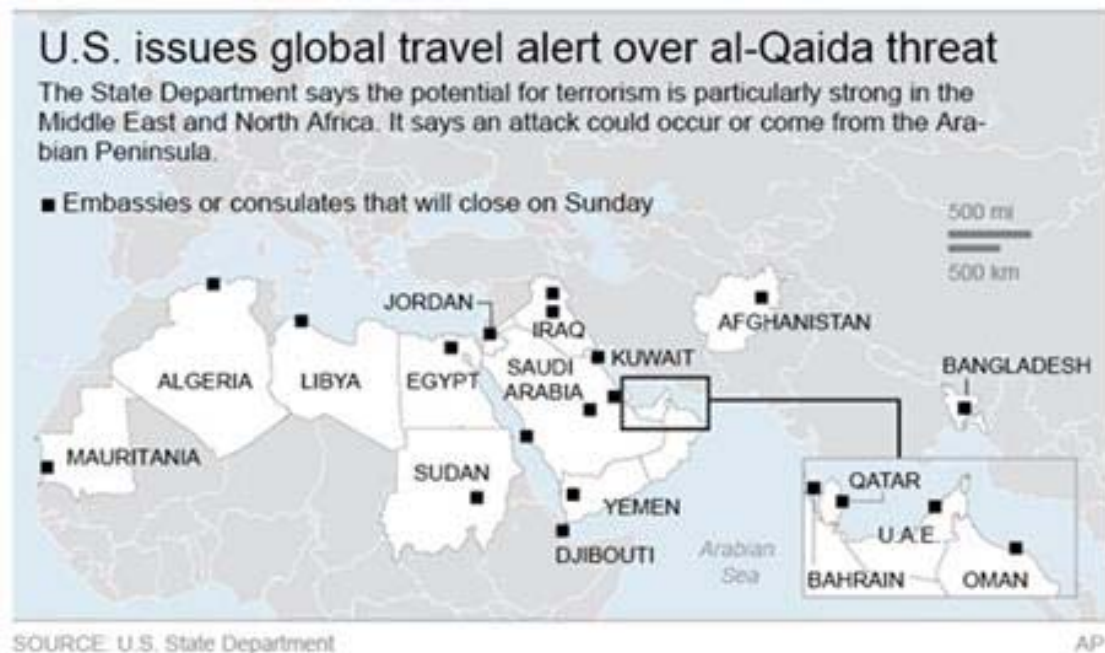 U.S. issues global travel alert over al-Qaida threat
The State Department says the potential for terrorism is particularly strong in the
Middle East and North Africa. It says an attack could occur or come from the Ara-
bian Peninsula.
■ Embassies or consulates that will close on Sunday
500 mi
500 km
JORDAN
IRAQ
AFGHANISTAN
KUWAIT
BANGLADESH
ALGERIA
LIBYA
EGYPT
SAUDI
ARABIA
MAURITANIA
SUDAN
YEMEN
DJIBOUTI
Arabian
Sea
QATAR
U.A.E.
BAHRAIN
OMAN
SOURCE: U.S. State Department
AP